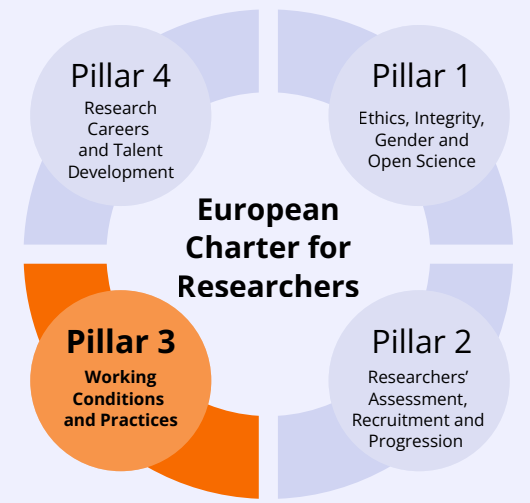 Pillar 4
Research
Careers
and Talent
Development
Pillar 1
Ethics, Integrity,
Gender and
Open Science
European
Charter for
Researchers
Pillar 3
Working
Conditions
and Practices
Pillar 2
Researchers’
Assessment,
Recruitment and
Progression